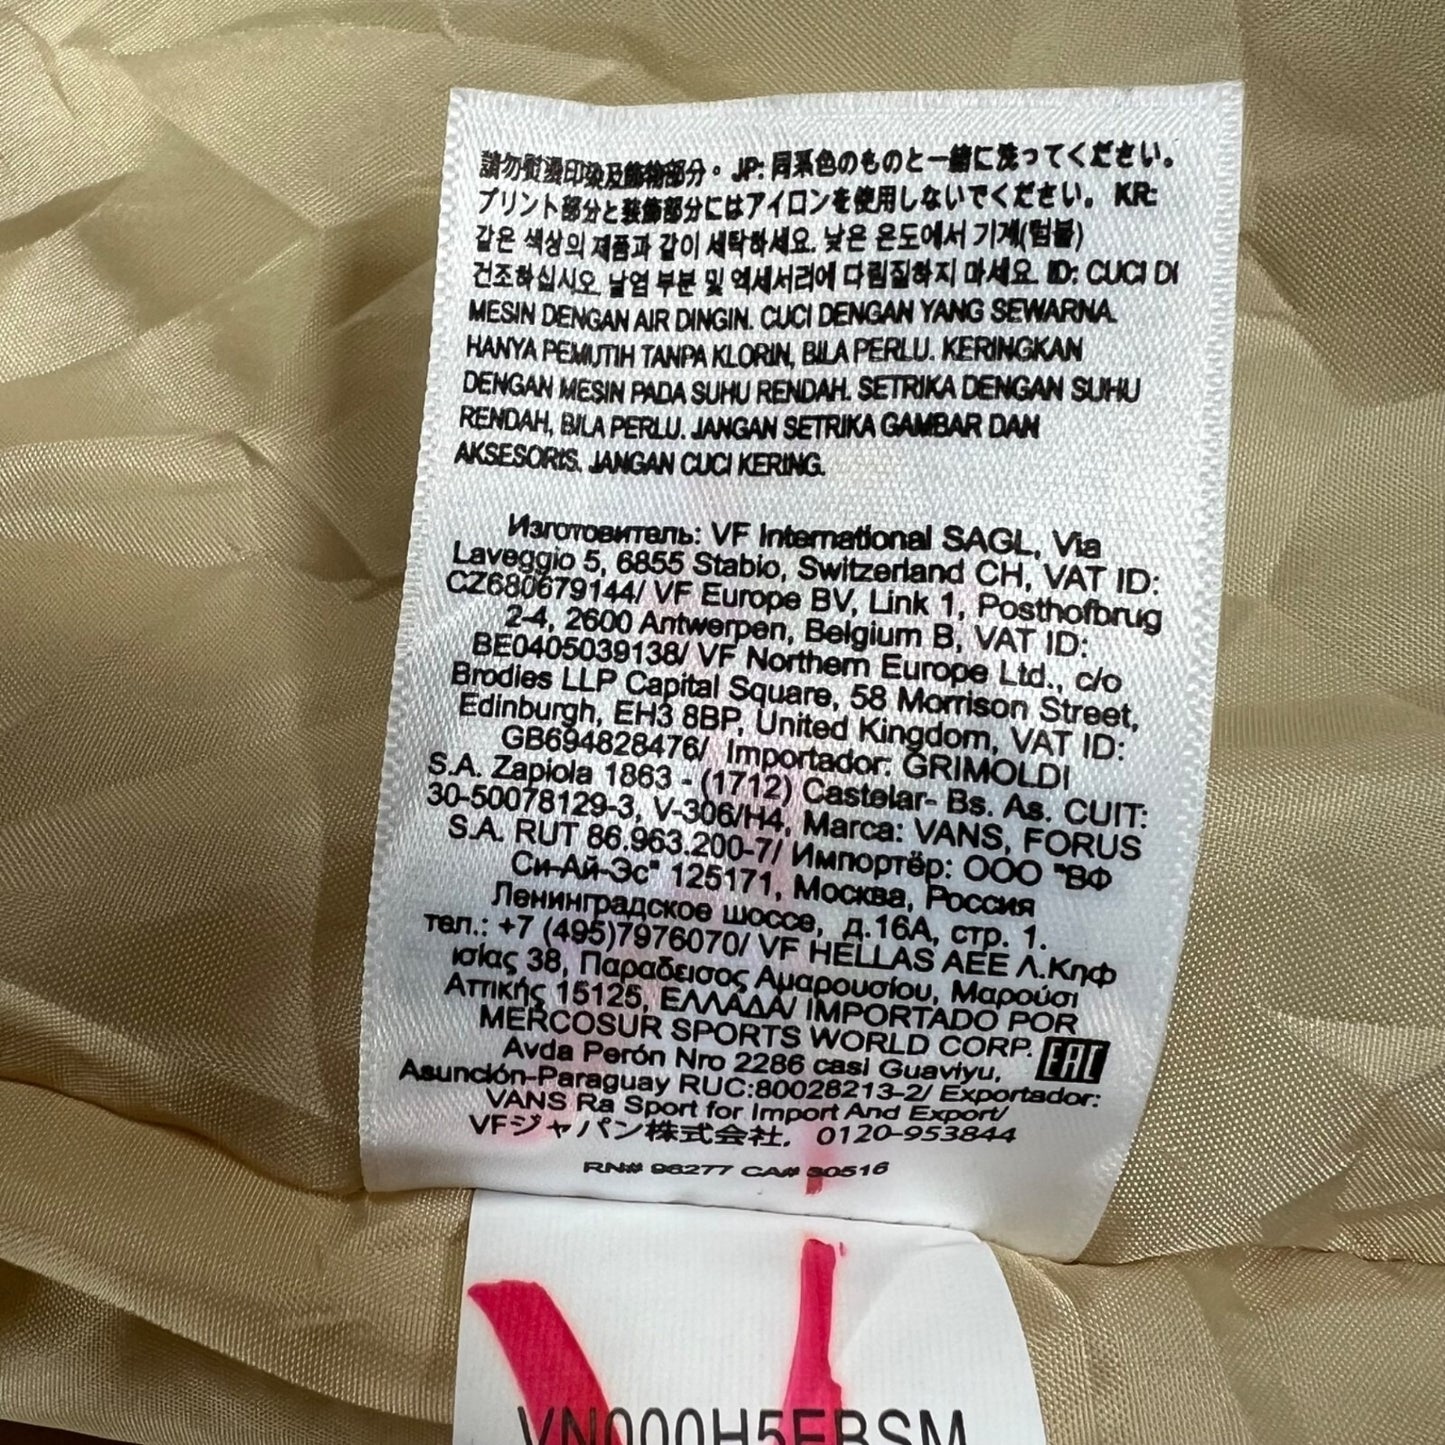 請勿熨燙印染及飾物部分。JP: 同系色のものと一緒に洗ってください。
プリント部分と装飾部分にはアイロンを使用しないでください。 KR:
같은 색상의 제품과 같이 세탁하세요. 낮은 온도에서 기계(텀블)
건조하십시오. 날염 부분 및 액세서리에 다림질하지 마세요. ID: CUCI DI
MESIN DENGAN AIR DINGIN. CUCI DENGAN YANG SEWARNA.
HANYA PEMUTIH TANPA KLORIN, BILA PERLU. KERINGKAN
DENGAN MESIN PADA SUHU RENDAH. SETRIKA DENGAN SUHU
RENDAH, BILA PERLU. JANGAN SETRIKA GAMBAR DAN
AKSESORIS. JANGAN CUCI KERING.
Изготовитель: VF International SAGL, Via
Laveggio 5, 6855 Stabio, Switzerland CH, VAT ID:
CZ680679144/ VF Europe BV, Link 1, Posthofbrug
2-4, 2600 Antwerpen, Belgium B, VAT ID:
BE0405039138/ VF Northern Europe Ltd., c/o
Brodies LLP Capital Square, 58 Morrison Street,
Edinburgh, EH3 8BP, United Kingdom, VAT ID:
GB694828476/ Importador: GRIMOLDI
S.A. Zapiola 1863 - (1712) Castelar- Bs. As. CUIT:
30-50078129-3, V-306/H4, Marca: VANS, FORUS
S.A. RUT 86.963.200-7/ Импортёр: ООО "ВФ
Си-Ай-Эс" 125171, Москва, Россия
Ленинградское шоссе, д.16А, стр. 1.
тел.: +7 (495)7976070/ VF HELLAS AEE Λ.Κηφ
ισίας 38, Παραδεισος Αμαρουσίου, Μαρούσι
Αττικής 15125, ΕΛΛΑΔΑ/ IMPORTADO POR
MERCOSUR SPORTS WORLD CORP.
Avda Perón Nro 2286 casi Guaviyu,
EAC
Asunción-Paraguay RUC:80028213-2/ Exportador:
VANS Ra Sport for Import And Export/
VFジャパン株式会社. 0120-953844
RN# 98277 CA# 30516
VN000H5FBSM